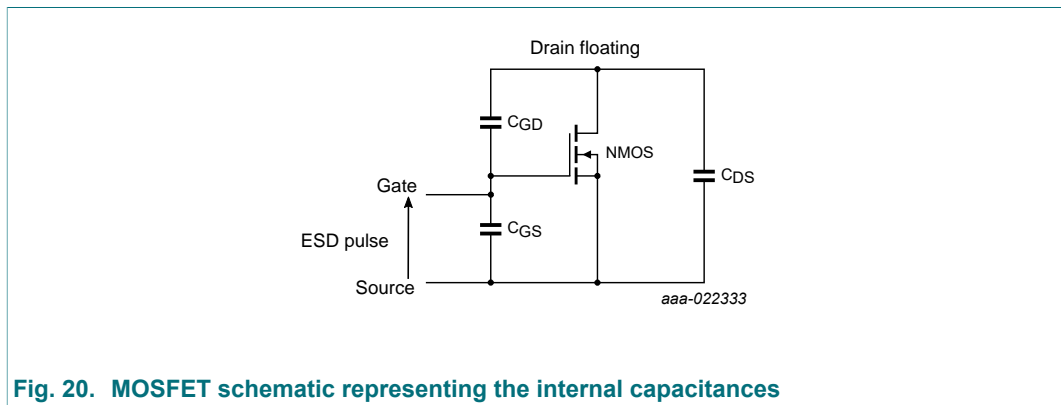 Drain floating
CGD
NMOS
CDS
Gate
CGS
ESD pulse
Source
aaa-022333
Fig. 20. MOSFET schematic representing the internal capacitances